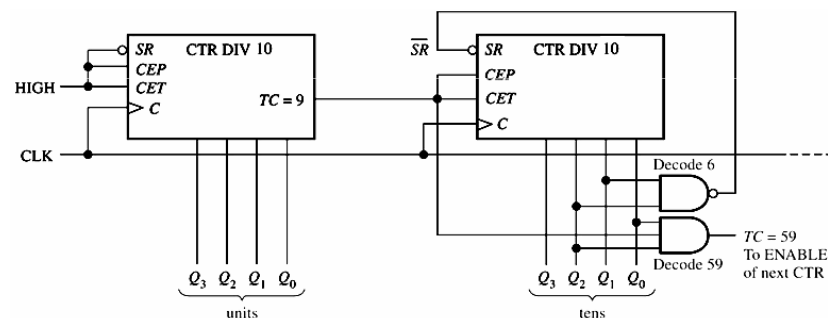 SR
CTR DIV 10
CEP
HIGH
CET
TC = 9
C
CLK
Q3 Q2 Q1 Q0
units
SR
SR
CTR DIV 10
CEP
CET
C
Decode 6
TC = 59
To ENABLE
of next CTR
Decode 59
Q3 Q2 Q1 Q0
tens